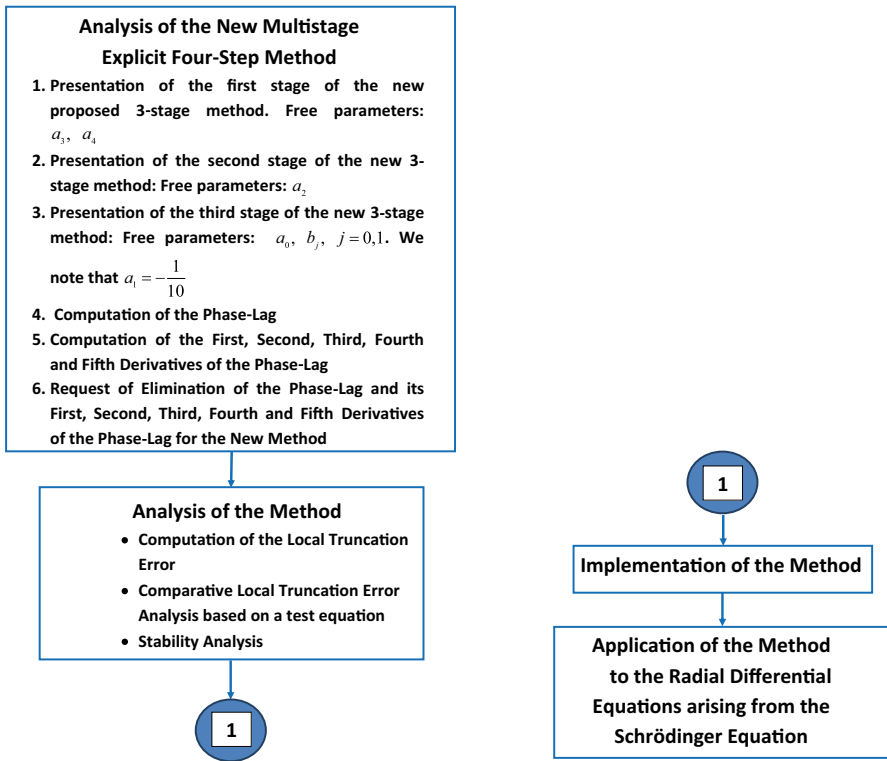 Analysis of the New Multistage
Explicit Four-Step Method
1. Presentation of the first stage of the new
proposed 3-stage method. Free parameters:
a₃, a₄
2. Presentation of the second stage of the new 3-
stage method: Free parameters: a₂
3. Presentation of the third stage of the new 3-stage
method: Free parameters: a₀, bⱼ, j = 0,1. We
note that a₁ = −1/10
4. Computation of the Phase-Lag
5. Computation of the First, Second, Third, Fourth
and Fifth Derivatives of the Phase-Lag
6. Request of Elimination of the Phase-Lag and its
First, Second, Third, Fourth and Fifth Derivatives
of the Phase-Lag for the New Method
Analysis of the Method
• Computation of the Local Truncation
Error
• Comparative Local Truncation Error
Analysis based on a test equation
• Stability Analysis
1
1
Implementation of the Method
Application of the Method
to the Radial Differential
Equations arising from the
Schrödinger Equation